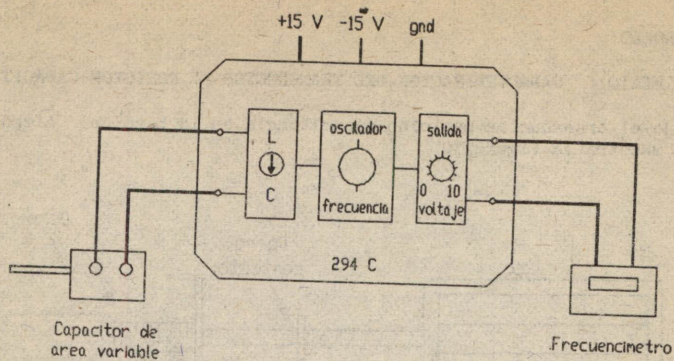 +15 V -15 V gnd
L
C
oscilador
frecuencia
salida
0 10
voltaje
294 C
Capacitor de
area variable
Frecuencimetro